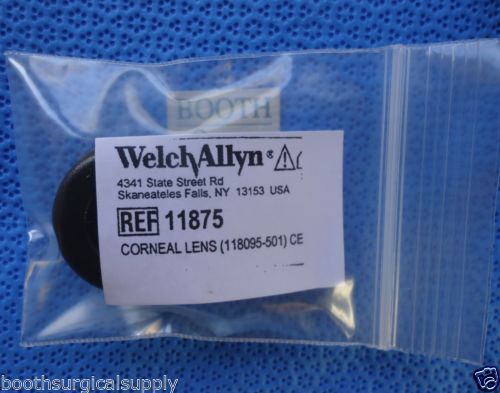 BOOTH
WelchAllyn® ⚠
4341 State Street Rd
Skaneateles Falls, NY 13153 USA
REF 11875
CORNEAL LENS (118095-501) CE
boothsurgicalsupply